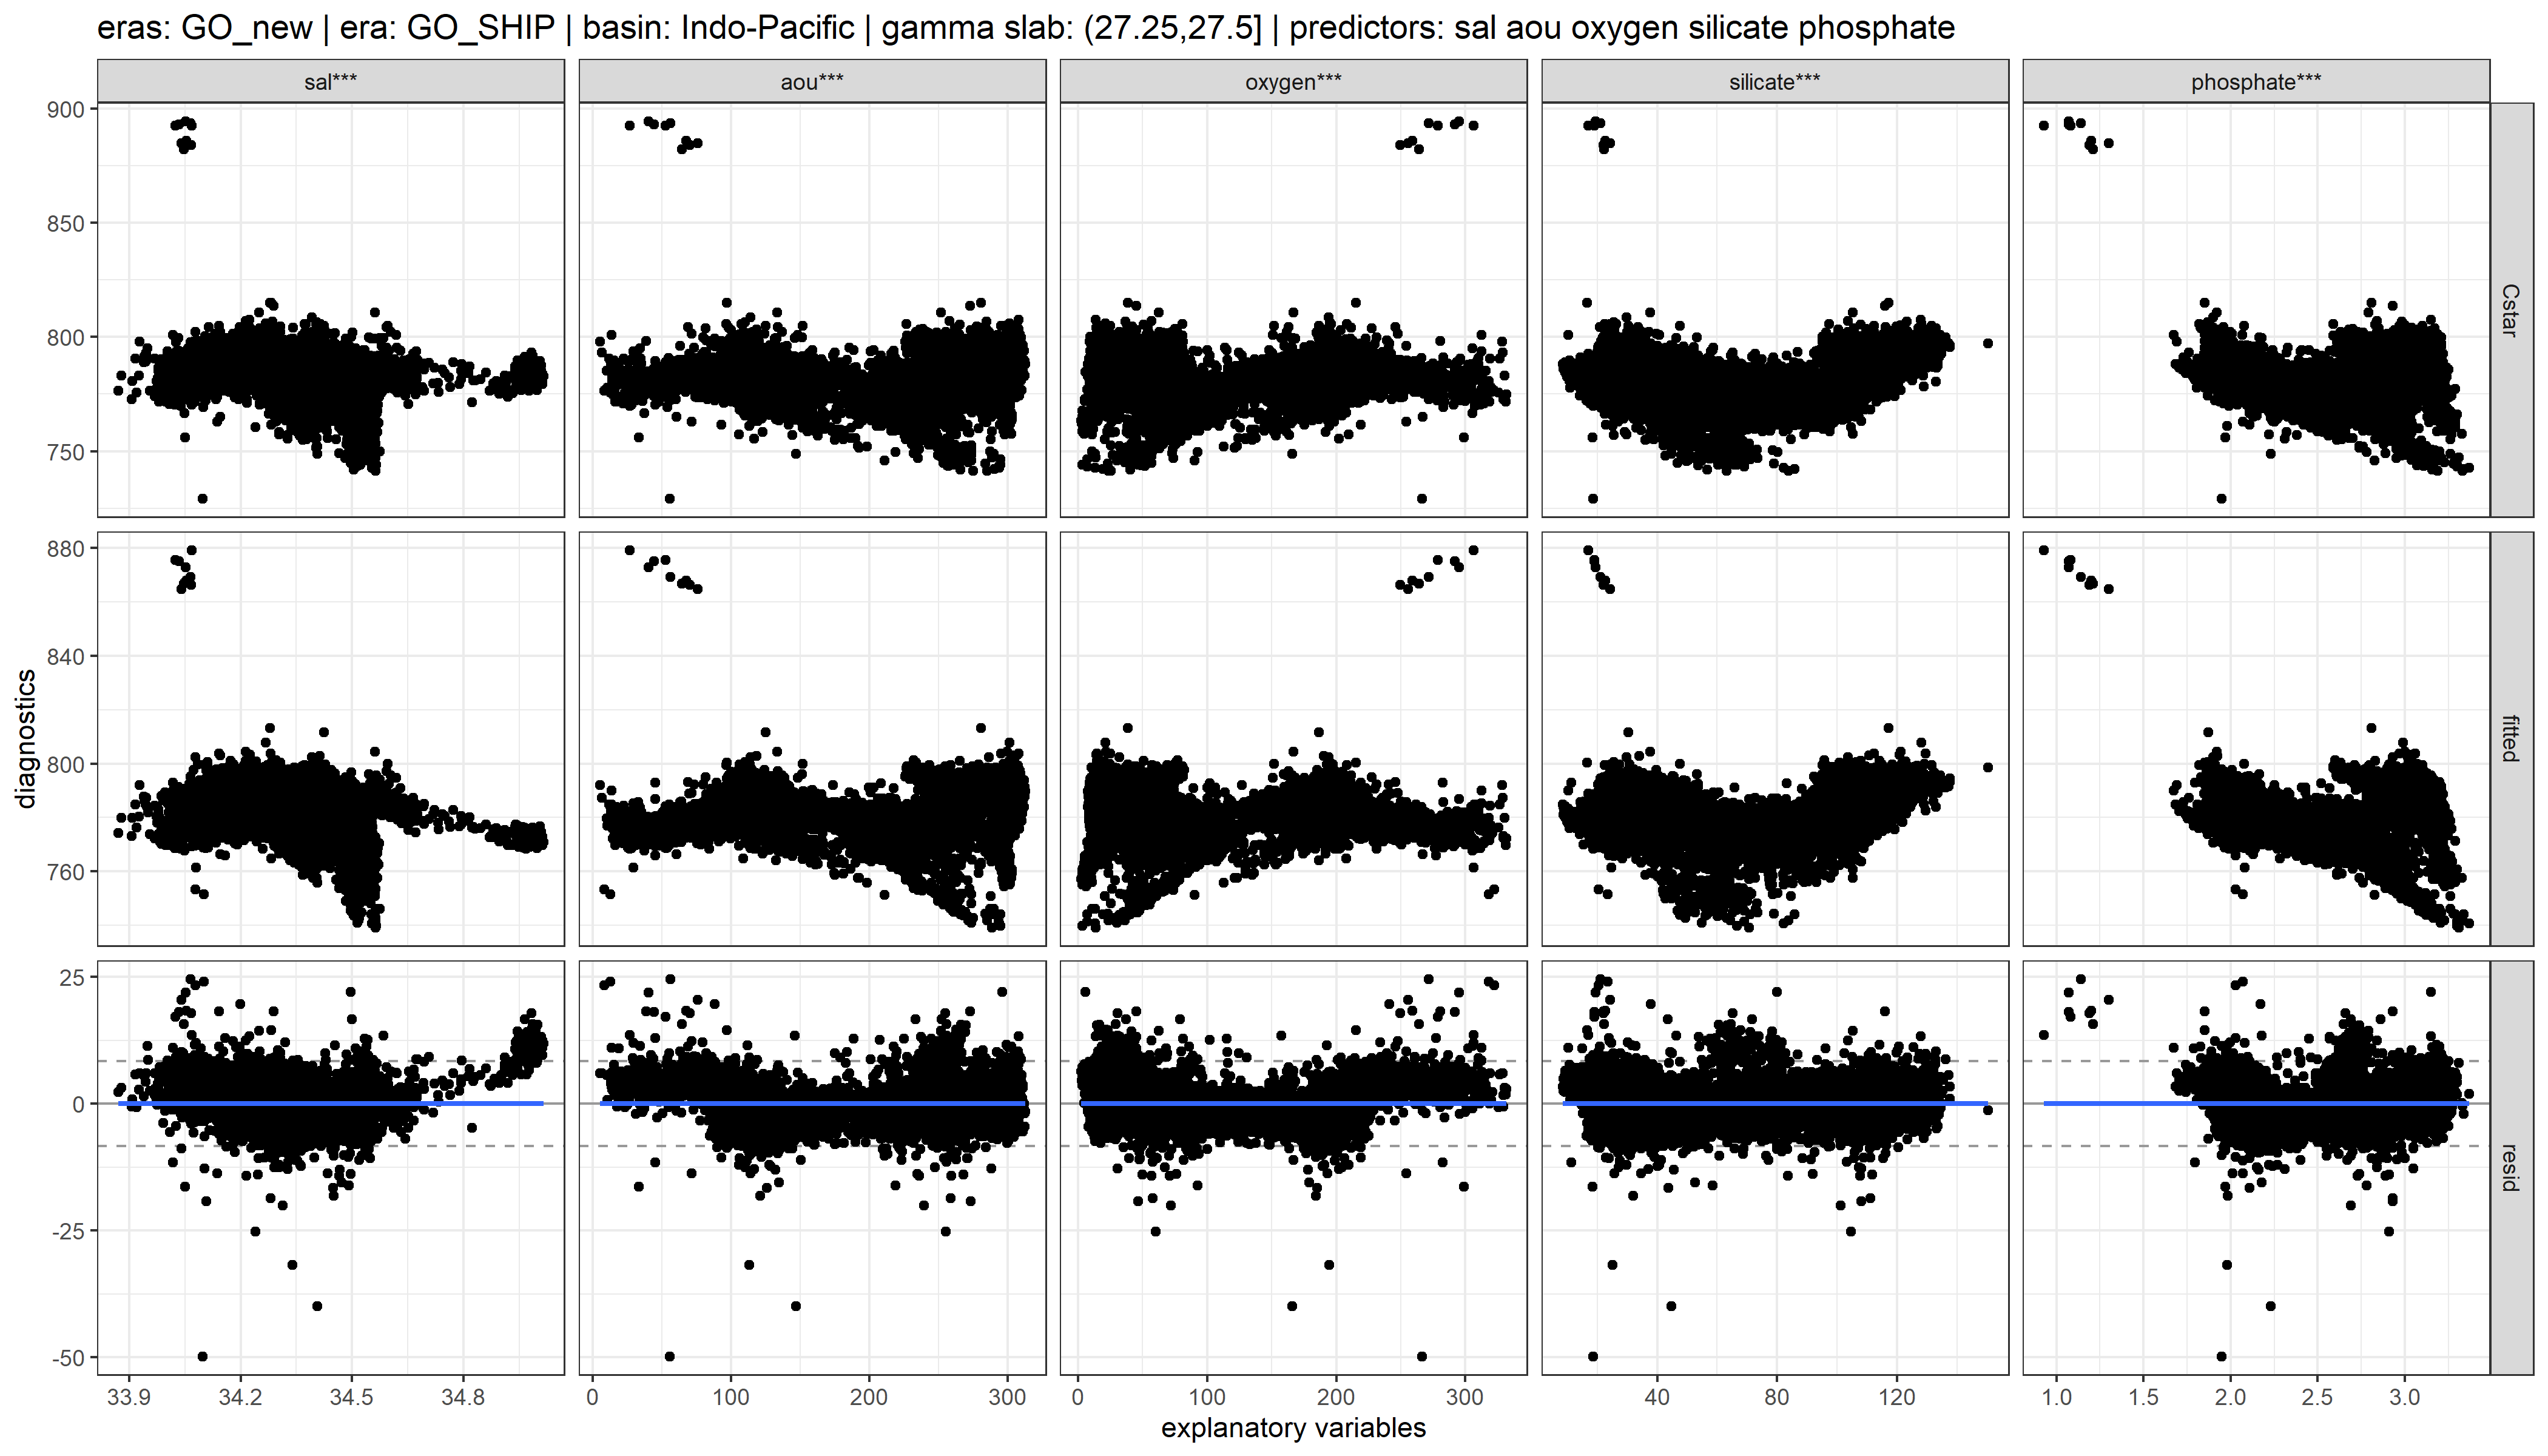 eras: GO_new | era: GO_SHIP | basin: Indo-Pacific | gamma slab: (27.25,27.5] | predictors: sal aou oxygen silicate phosphate
sal*** aou*** oxygen*** silicate*** phosphate***
900
850
800
750
Cstar
880
840
800
760
fitted
25
0
-25
-50
resid
diagnostics
33.9 34.2 34.5 34.8 0 100 200 300 0 100 200 300 40 80 120 1.0 1.5 2.0 2.5 3.0
explanatory variables